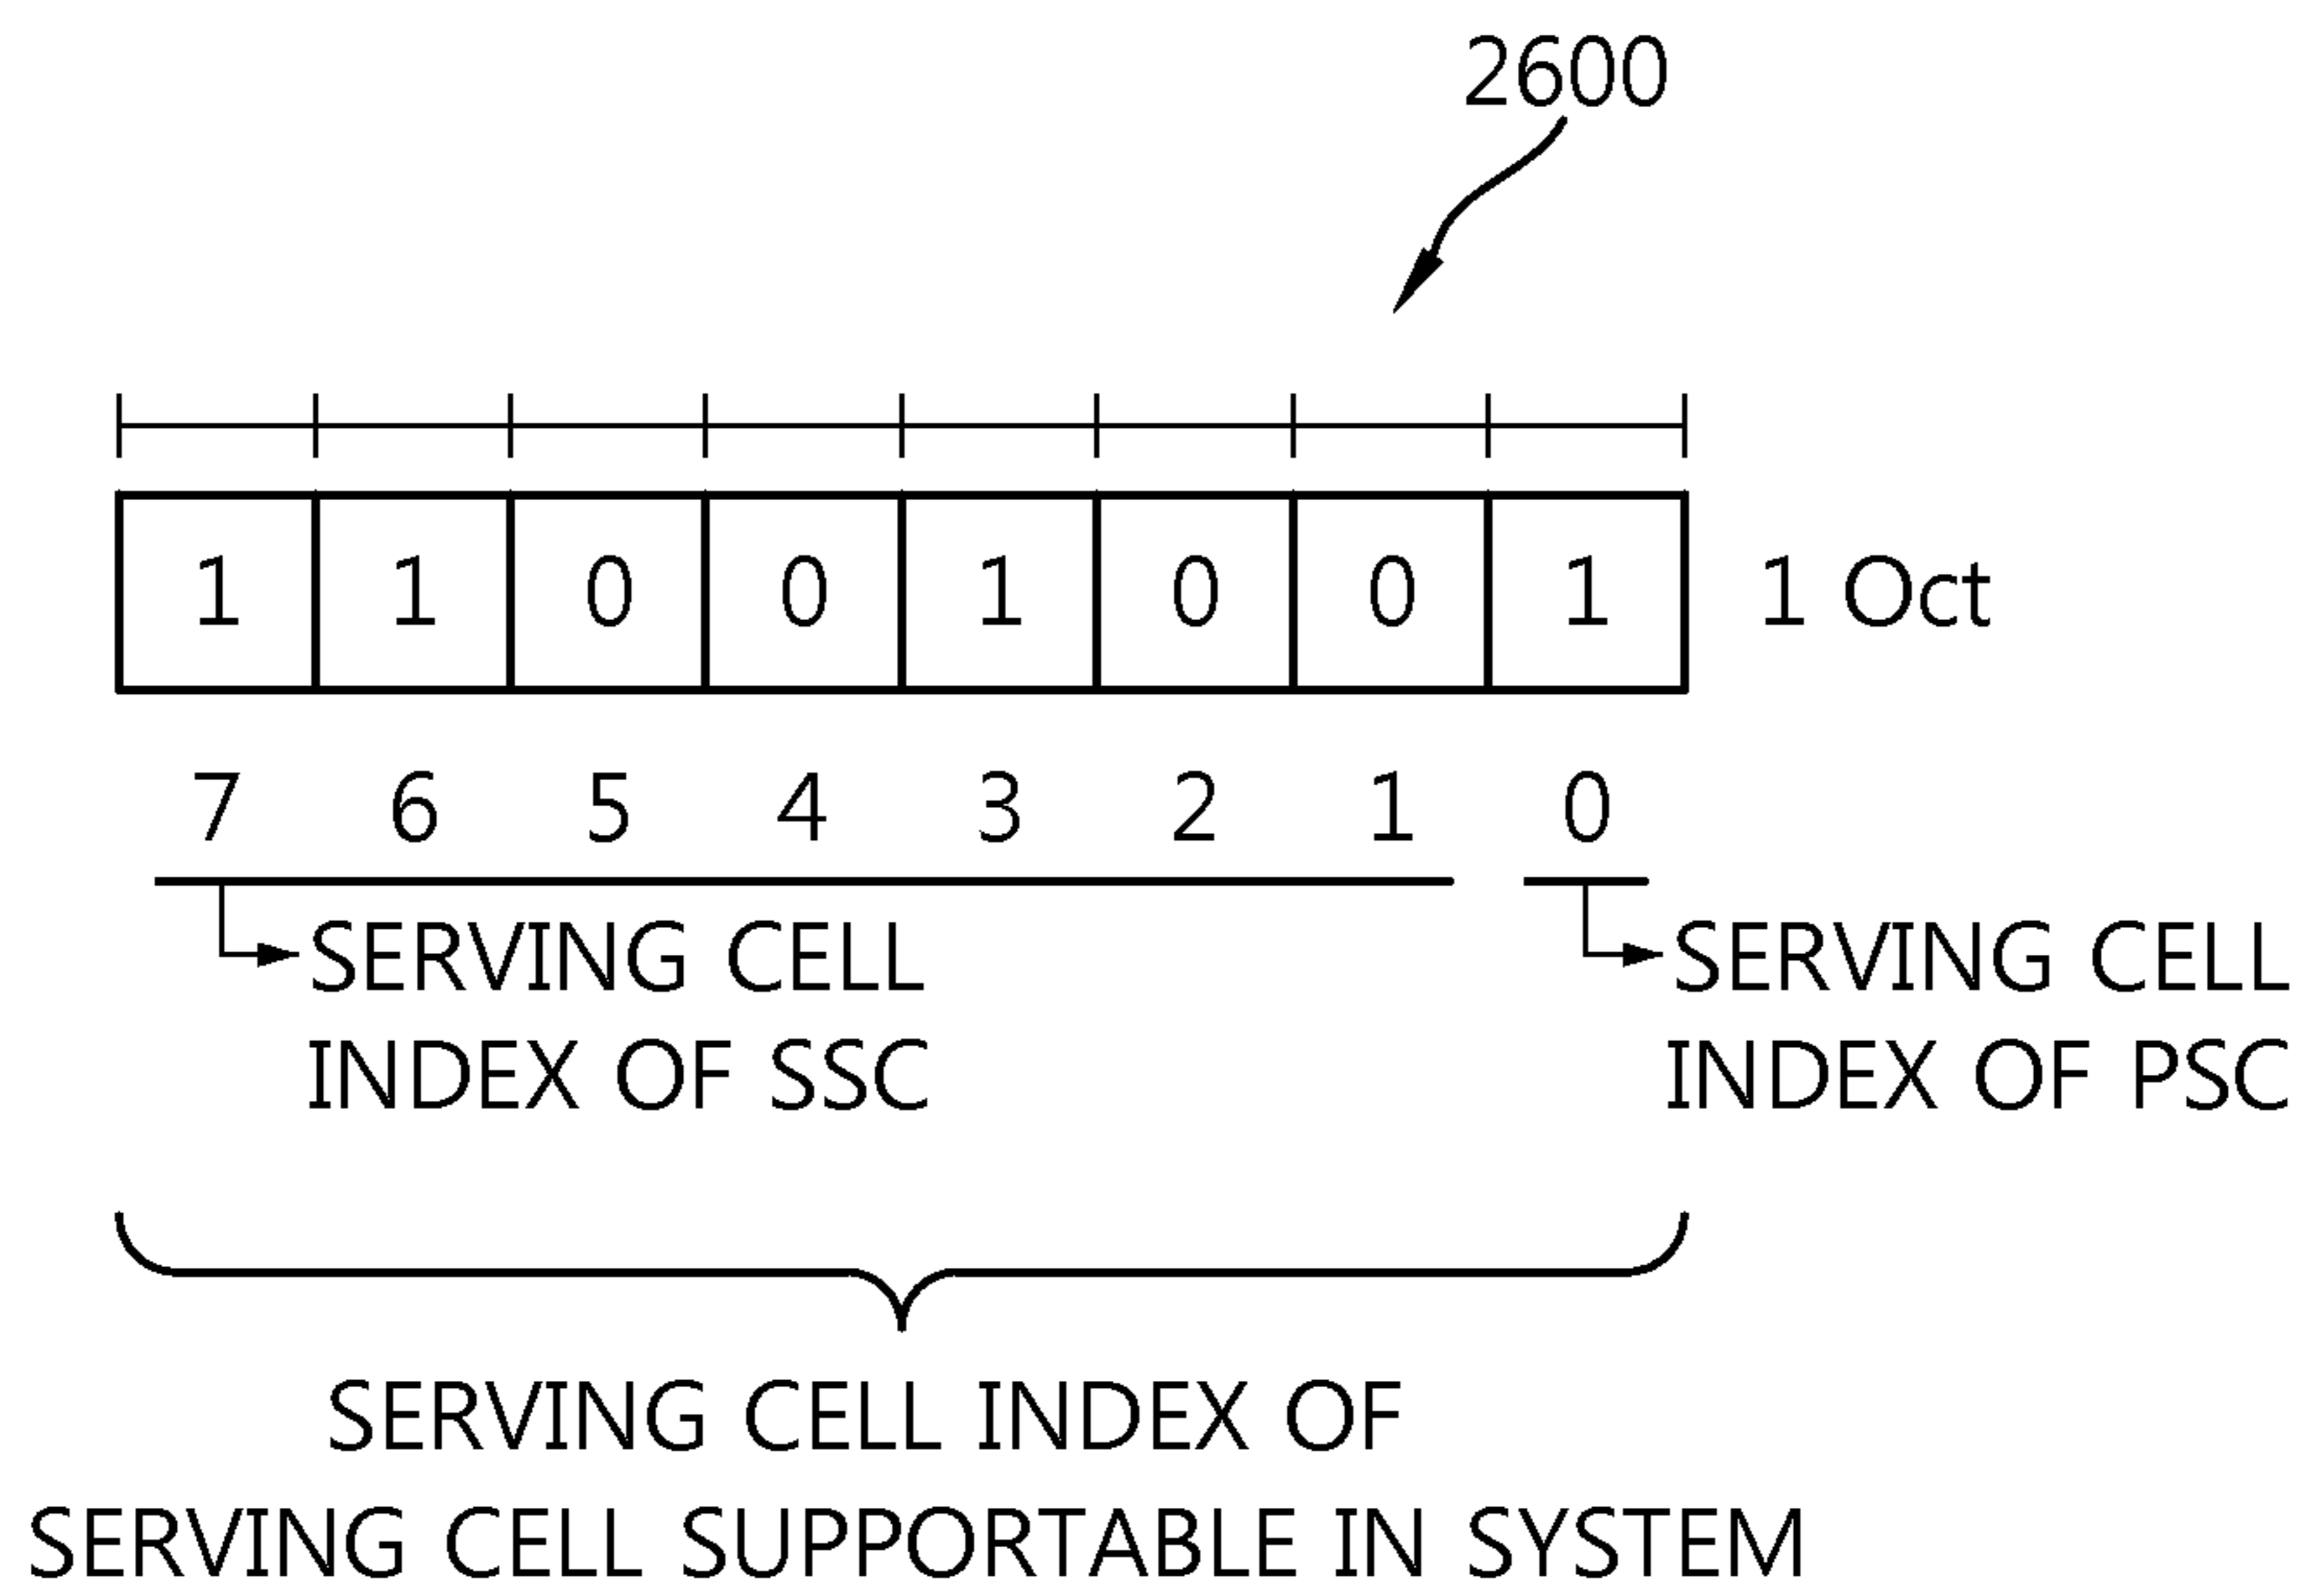 2600
1 1 0 0 1 0 0 1 1 Oct
7 6 5 4 3 2 1 0
SERVING CELL
INDEX OF SSC
SERVING CELL
INDEX OF PSC
SERVING CELL INDEX OF
SERVING CELL SUPPORTABLE IN SYSTEM